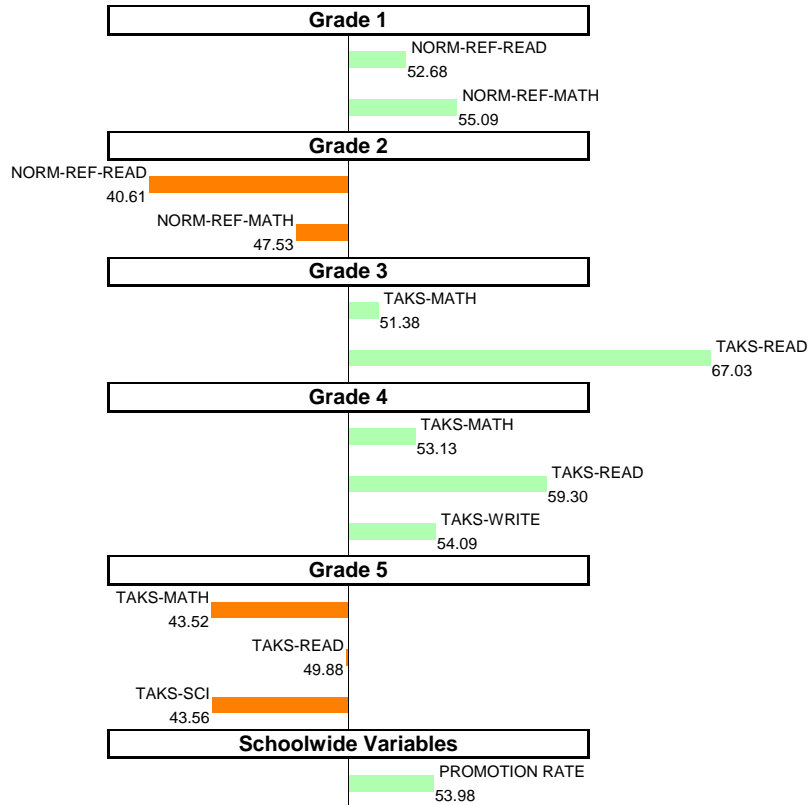 Grade 1
NORM-REF-READ
52.68
NORM-REF-MATH
55.09
Grade 2
NORM-REF-READ
40.61
NORM-REF-MATH
47.53
Grade 3
TAKS-MATH
51.38
TAKS-READ
67.03
Grade 4
TAKS-MATH
53.13
TAKS-READ
59.30
TAKS-WRITE
54.09
Grade 5
TAKS-MATH
43.52
TAKS-READ
49.88
TAKS-SCI
43.56
Schoolwide Variables
PROMOTION RATE
53.98